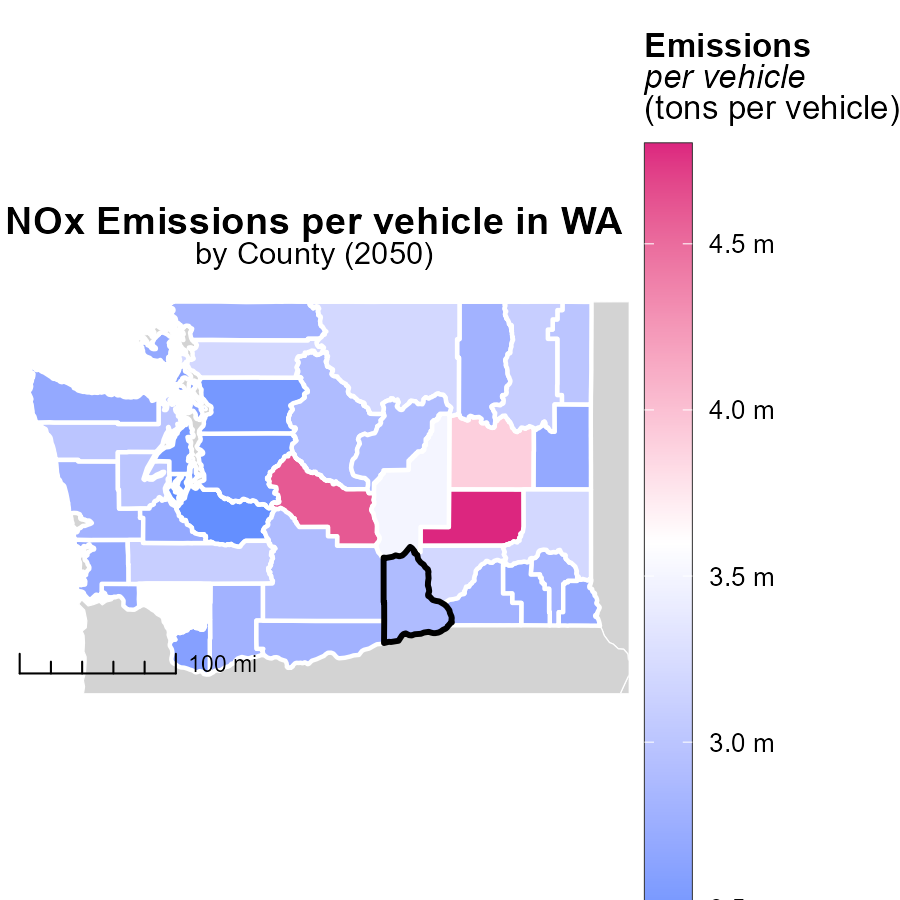 Emissions
per vehicle
(tons per vehicle)
NOx Emissions per vehicle in WA
by County (2050)
4.5 m
4.0 m
3.5 m
3.0 m
100 mi